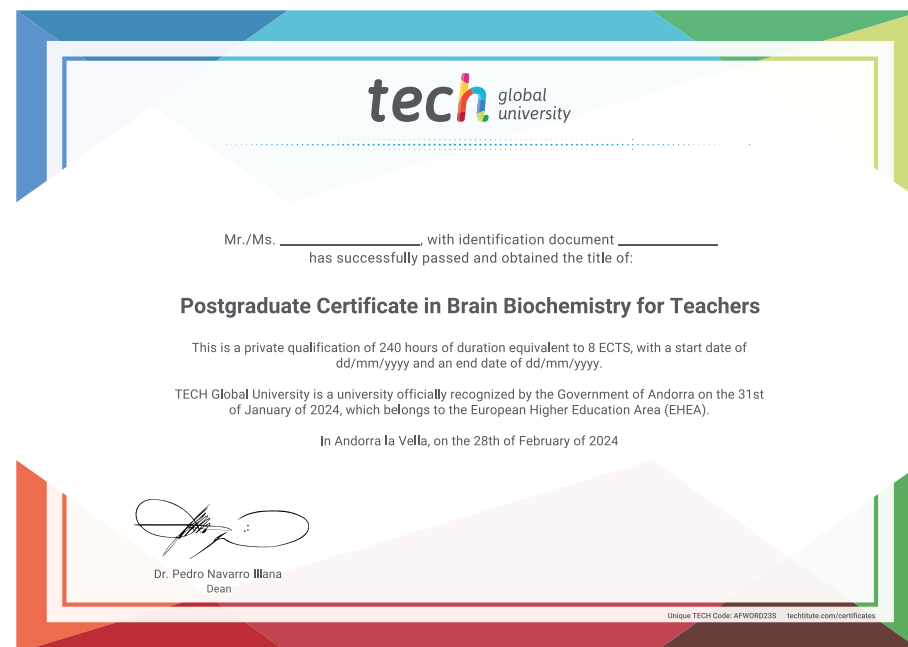 tech global university
Mr./Ms. ____________________, with identification document ______________
has successfully passed and obtained the title of:
Postgraduate Certificate in Brain Biochemistry for Teachers
This is a private qualification of 240 hours of duration equivalent to 8 ECTS, with a start date of
dd/mm/yyyy and an end date of dd/mm/yyyy.
TECH Global University is a university officially recognized by the Government of Andorra on the 31st
of January of 2024, which belongs to the European Higher Education Area (EHEA).
In Andorra la Vella, on the 28th of February of 2024
Dr. Pedro Navarro Illana
Dean
Unique TECH Code: AFWORD23S techtitute.com/certificates